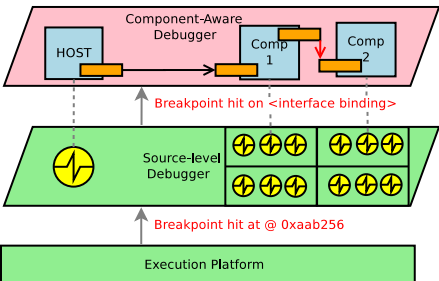 Component-Aware
Debugger
HOST
Comp
1
Comp
2
Breakpoint hit on <interface binding>
Source-level
Debugger
Breakpoint hit at @ 0xaab256
Execution Platform